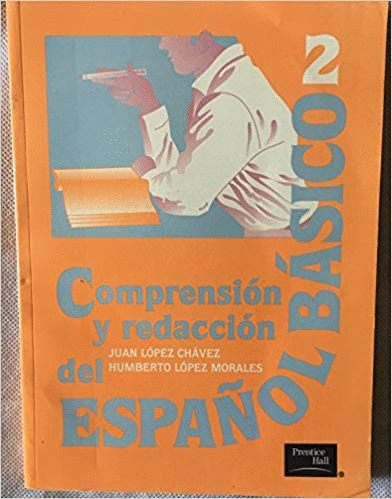 2
Comprensión
y redacción
JUAN LÓPEZ CHÁVEZ
HUMBERTO LÓPEZ MORALES
del
ESPAÑOL BÁSICO
Prentice
Hall
®